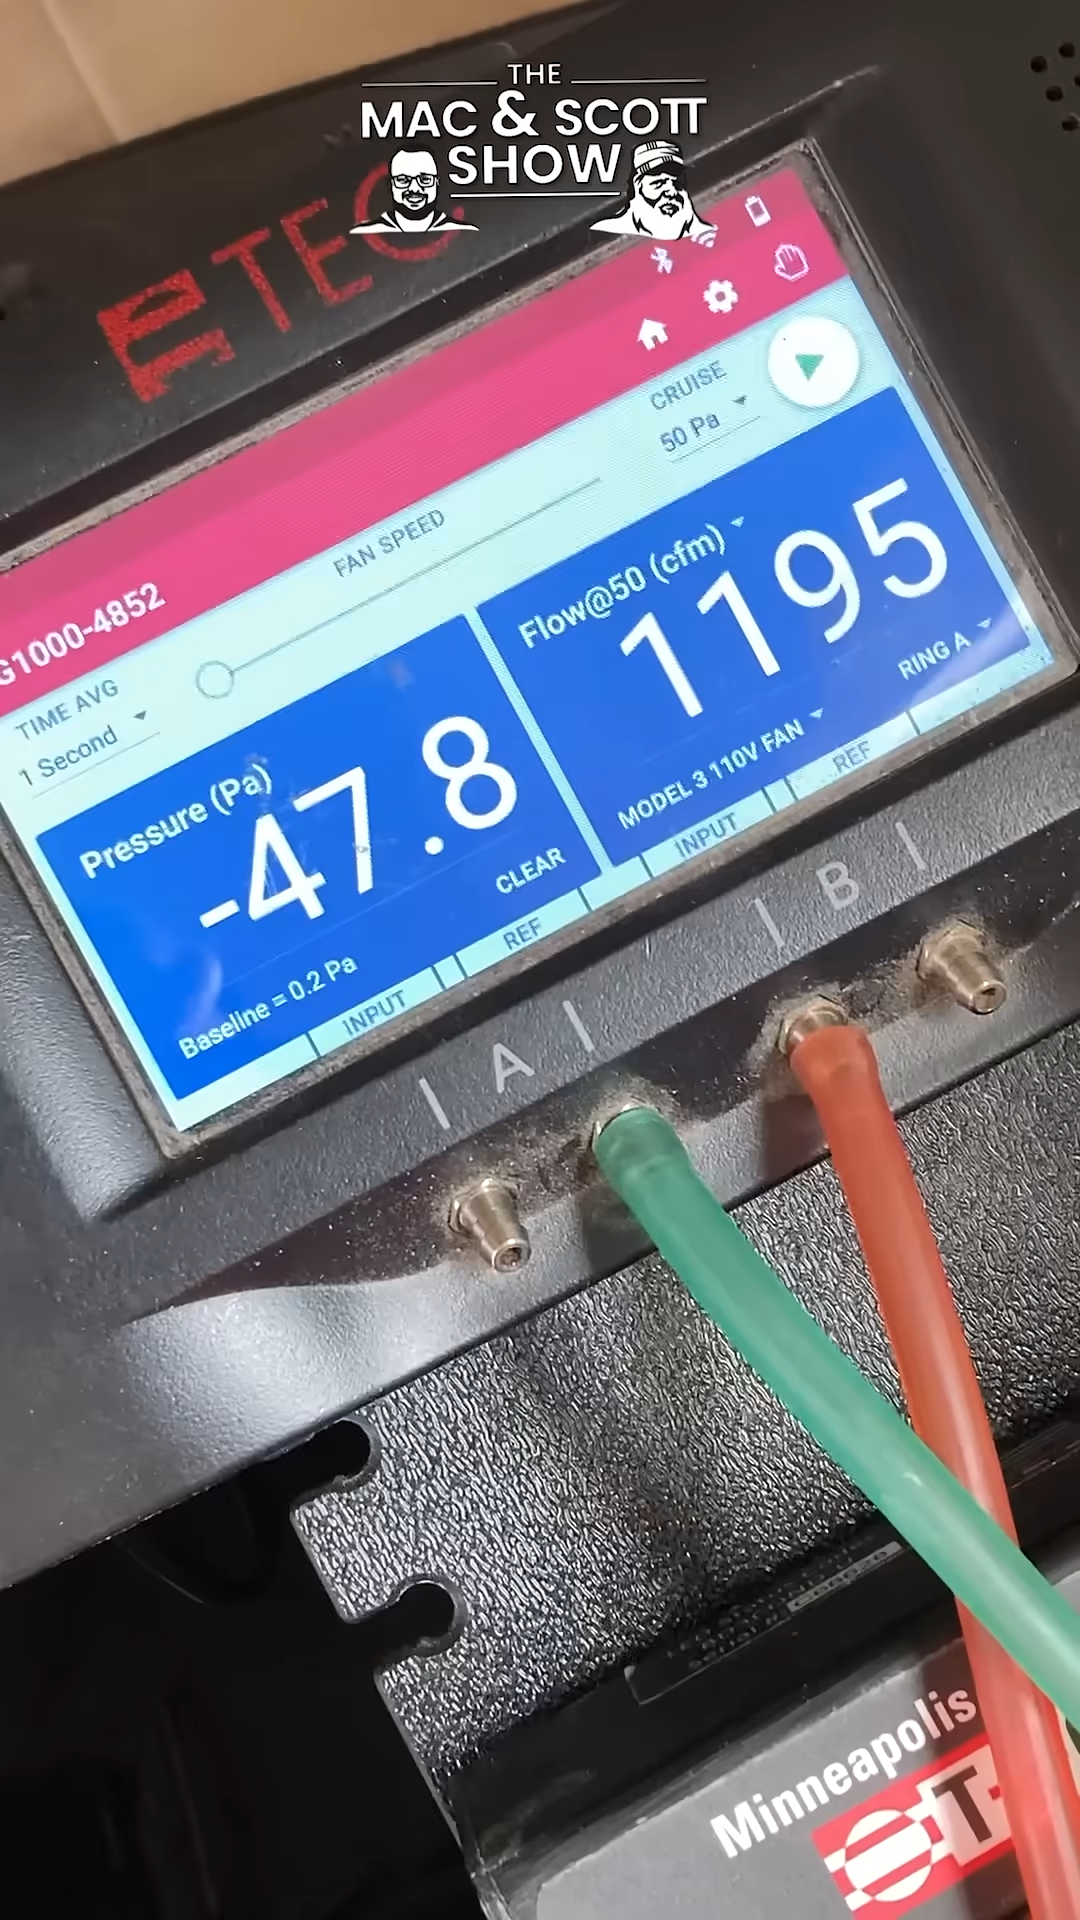 THE
MAC & SCOTT
SHOW
ETEC
G1000-4852
TIME AVG
1 Second
FAN SPEED
CRUISE
50 Pa
Pressure (Pa)
-47.8
CLEAR
Baseline = 0.2 Pa
Flow@50 (cfm)
1195
RING A
MODEL 3 110V FAN
INPUT
REF
INPUT
REF
| A |
| B |
Minneapolis